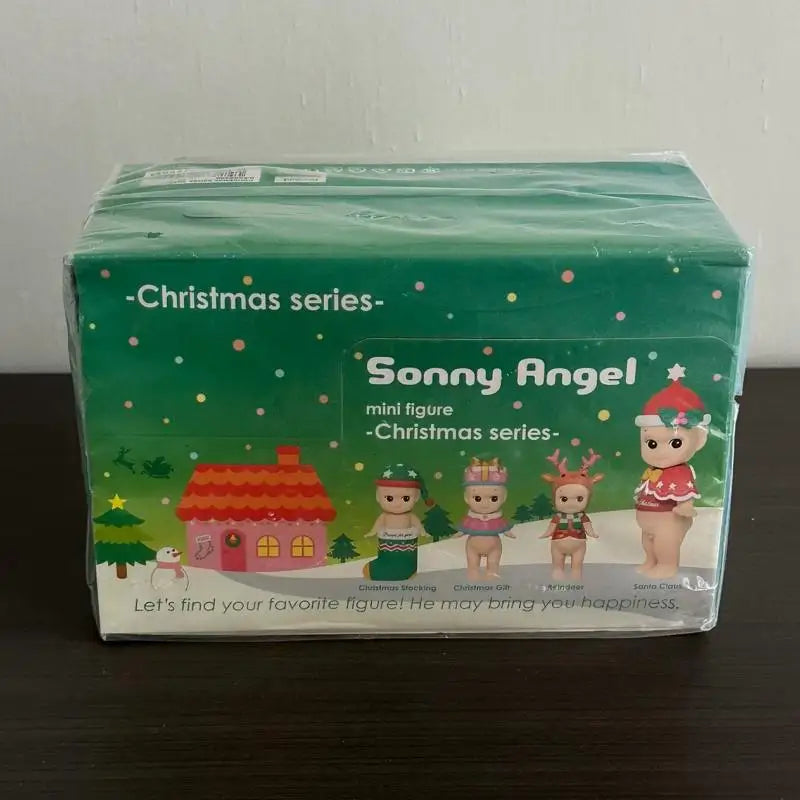 -Christmas series-
Sonny Angel
mini figure
-Christmas series-
Christmas Stocking
Christmas Gift
Reindeer
Santa Claus
Let's find your favorite figure! He may bring you happiness.